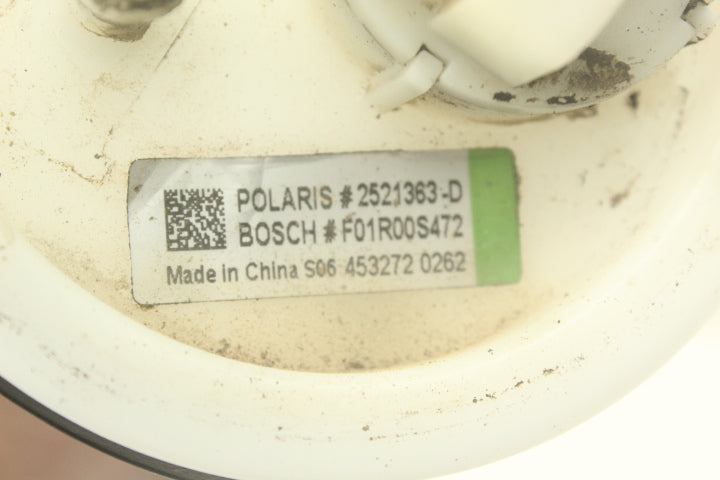 POLARIS # 2521363-D
BOSCH # F01R00S472
Made in China S06 453272 0262